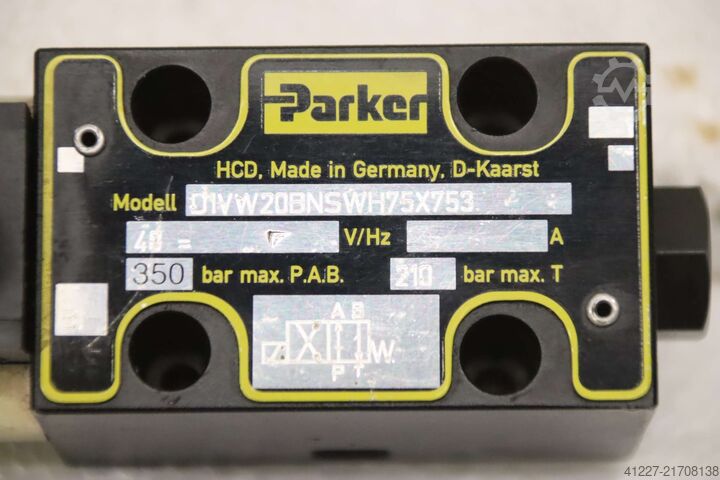 Parker
HCD, Made in Germany, D-Kaarst
Modell D1VW20BNSWH75X753
48 = V/Hz A
350 bar max. P.A.B. 210 bar max. T
A B
W
P T
41227-21708138